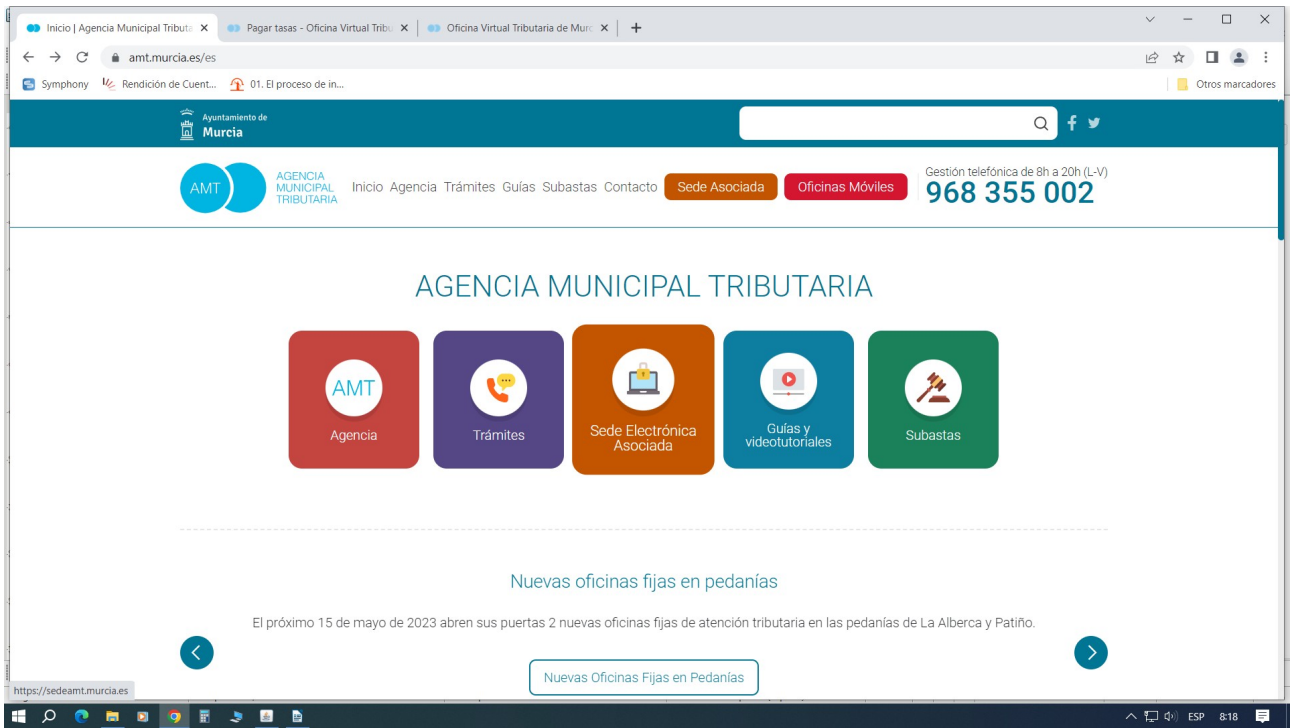 Inicio | Agencia Municipal Tributa
Pagar tasas - Oficina Virtual Tribu
Oficina Virtual Tributaria de Murc
amt.murcia.es/es
Symphony
Rendición de Cuent...
01. El proceso de in...
Otros marcadores
Ayuntamiento de
Murcia
AMT
AGENCIA
MUNICIPAL
TRIBUTARIA
Inicio Agencia Trámites Guías Subastas Contacto
Sede Asociada
Oficinas Móviles
Gestión telefónica de 8h a 20h (L-V)
968 355 002
AGENCIA MUNICIPAL TRIBUTARIA
AMT
Agencia
Trámites
Sede Electrónica
Asociada
Guías y
videotutoriales
Subastas
Nuevas oficinas fijas en pedanías
El próximo 15 de mayo de 2023 abren sus puertas 2 nuevas oficinas fijas de atención tributaria en las pedanías de La Alberca y Patiño.
Nuevas Oficinas Fijas en Pedanías
https://sedeamt.murcia.es
ESP
8:18